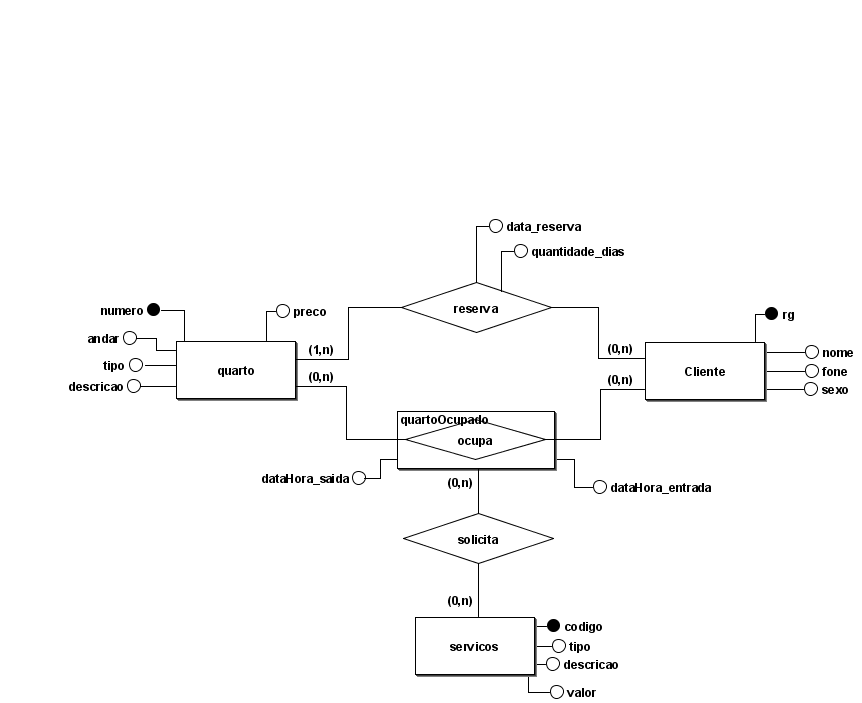 data_reserva
quantidade_dias
numero
preco
reserva
rg
andar
(1,n)
(0,n)
nome
tipo
quarto
Cliente
fone
descricao
(0,n)
(0,n)
sexo
quartoOcupado
ocupa
dataHora_saida
(0,n)
dataHora_entrada
solicita
(0,n)
codigo
servicos
tipo
descricao
valor